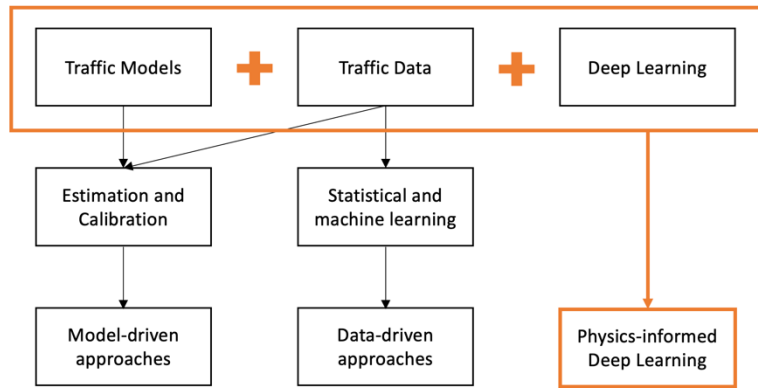 Traffic Models
Traffic Data
Deep Learning
Estimation and
Calibration
Statistical and
machine learning
Model-driven
approaches
Data-driven
approaches
Physics-informed
Deep Learning